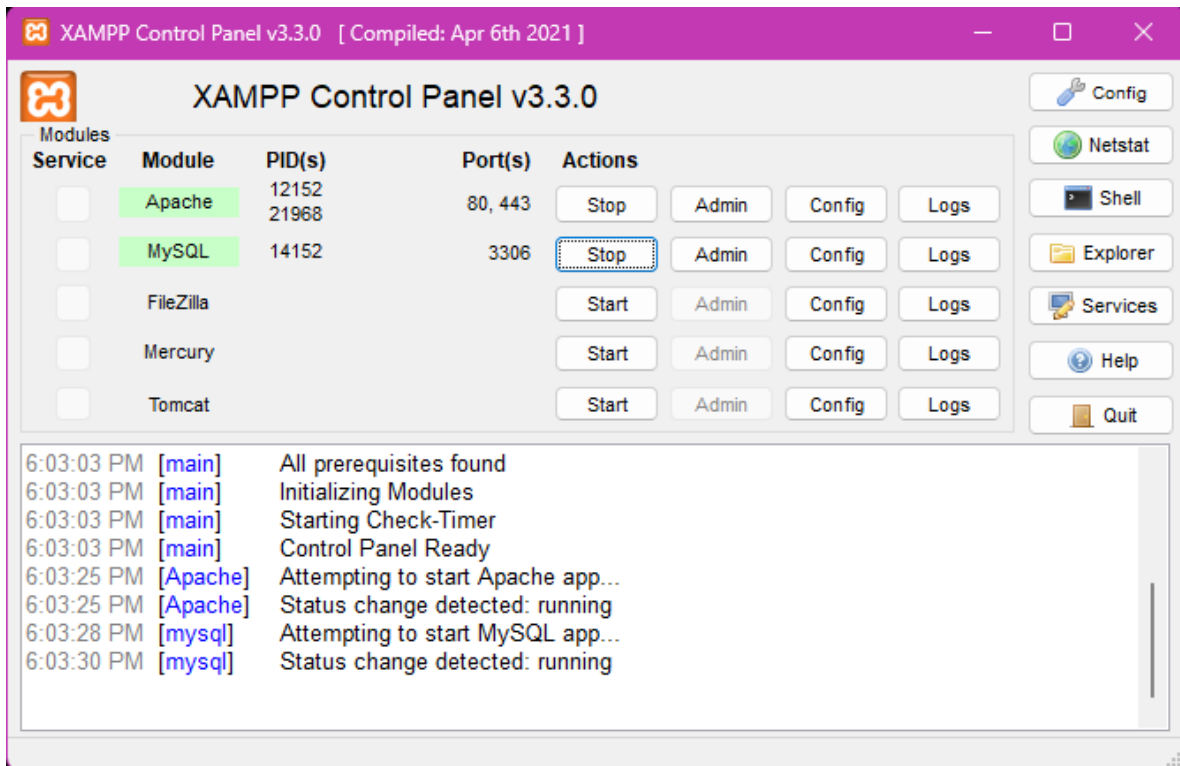 XAMPP Control Panel v3.3.0 [ Compiled: Apr 6th 2021 ]
XAMPP Control Panel v3.3.0
Config
Modules
Service Module PID(s) Port(s) Actions
Netstat
Apache 12152 21968 80, 443 Stop Admin Config Logs
Shell
MySQL 14152 3306 Stop Admin Config Logs
Explorer
FileZilla Start Admin Config Logs
Services
Mercury Start Admin Config Logs
Help
Tomcat Start Admin Config Logs
Quit
6:03:03 PM [main] All prerequisites found
6:03:03 PM [main] Initializing Modules
6:03:03 PM [main] Starting Check-Timer
6:03:03 PM [main] Control Panel Ready
6:03:25 PM [Apache] Attempting to start Apache app...
6:03:25 PM [Apache] Status change detected: running
6:03:28 PM [mysql] Attempting to start MySQL app...
6:03:30 PM [mysql] Status change detected: running